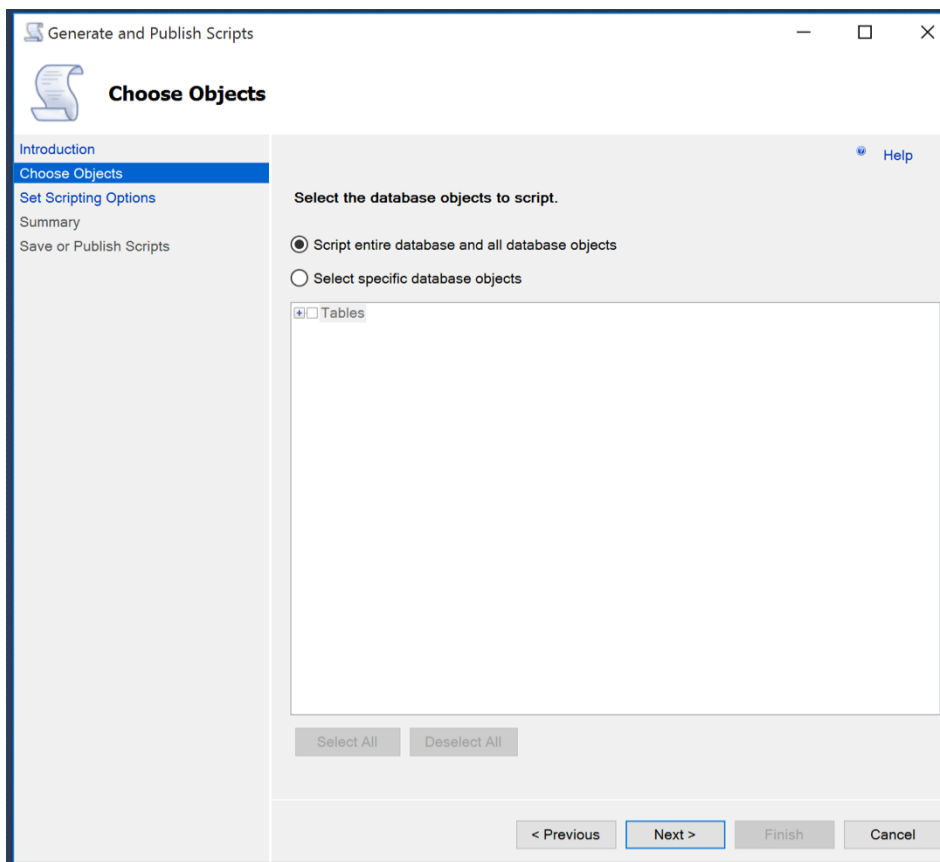 Generate and Publish Scripts
Choose Objects
Introduction
Choose Objects
Set Scripting Options
Summary
Save or Publish Scripts
Help
Select the database objects to script.
Script entire database and all database objects
Select specific database objects
Tables
Select All
Deselect All
< Previous
Next >
Finish
Cancel